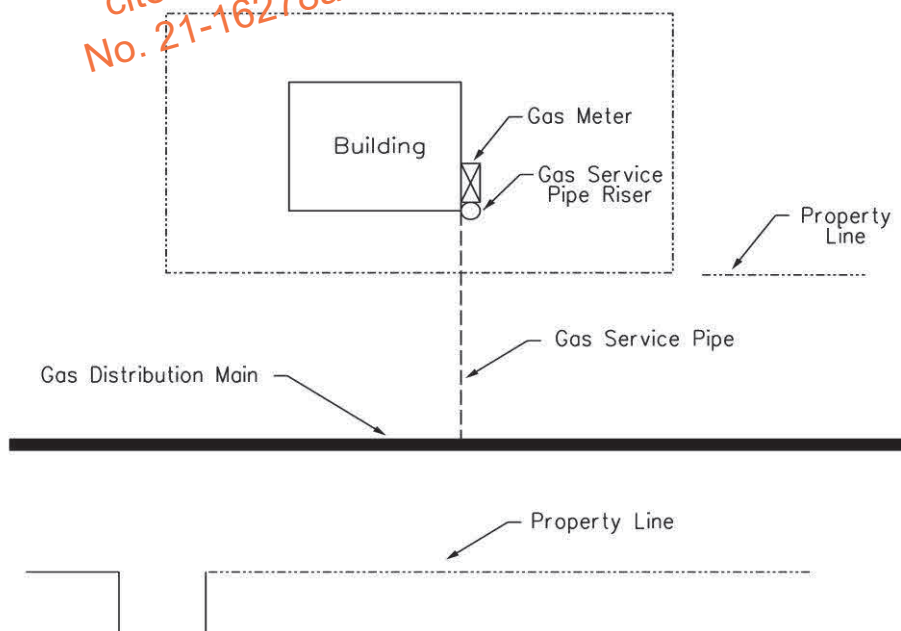 No. 21-16278
Gas Meter
Building
Gas Service
Pipe Riser
Property
Line
Gas Service Pipe
Gas Distribution Main
Property Line